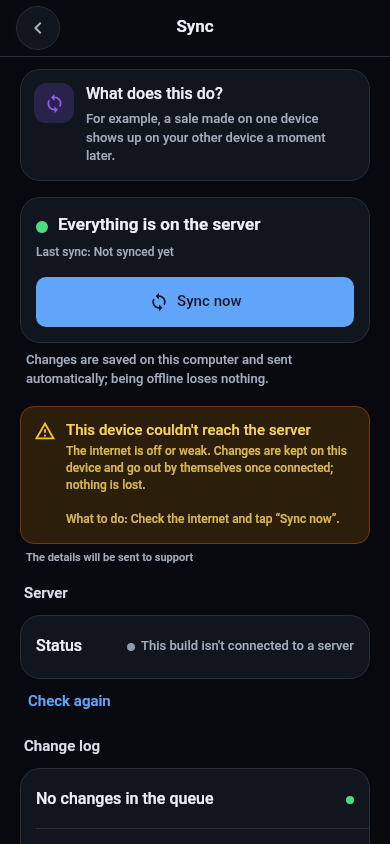 Sync
What does this do?
For example, a sale made on one device
shows up on your other device a moment
later.
Everything is on the server
Last sync: Not synced yet
Sync now
Changes are saved on this computer and sent
automatically; being offline loses nothing.
This device couldn't reach the server
The internet is off or weak. Changes are kept on this
device and go out by themselves once connected;
nothing is lost.
What to do: Check the internet and tap “Sync now”.
The details will be sent to support
Server
Status
This build isn't connected to a server
Check again
Change log
No changes in the queue